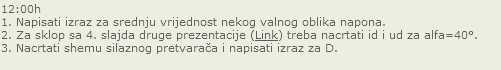 12:00h
1. Napisati izraz za srednju vrijednost nekog valnog oblika napona.
2. Za sklop sa 4. slajda druge prezentacije (Link) treba nacrtati id i ud za alfa=40°.
3. Nacrtati shemu silaznog pretvarača i napisati izraz za D.